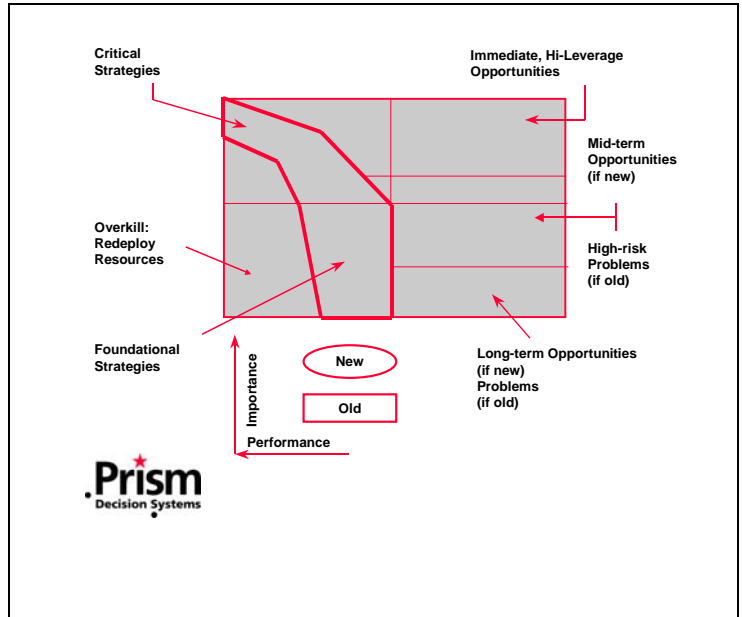 Critical
Strategies
Immediate, Hi-Leverage
Opportunities
Mid-term
Opportunities
(if new)
Overkill:
Redeploy
Resources
High-risk
Problems
(if old)
Foundational
Strategies
Long-term Opportunities
(if new)
Problems
(if old)
Importance
New
Old
Performance
Prism
Decision Systems